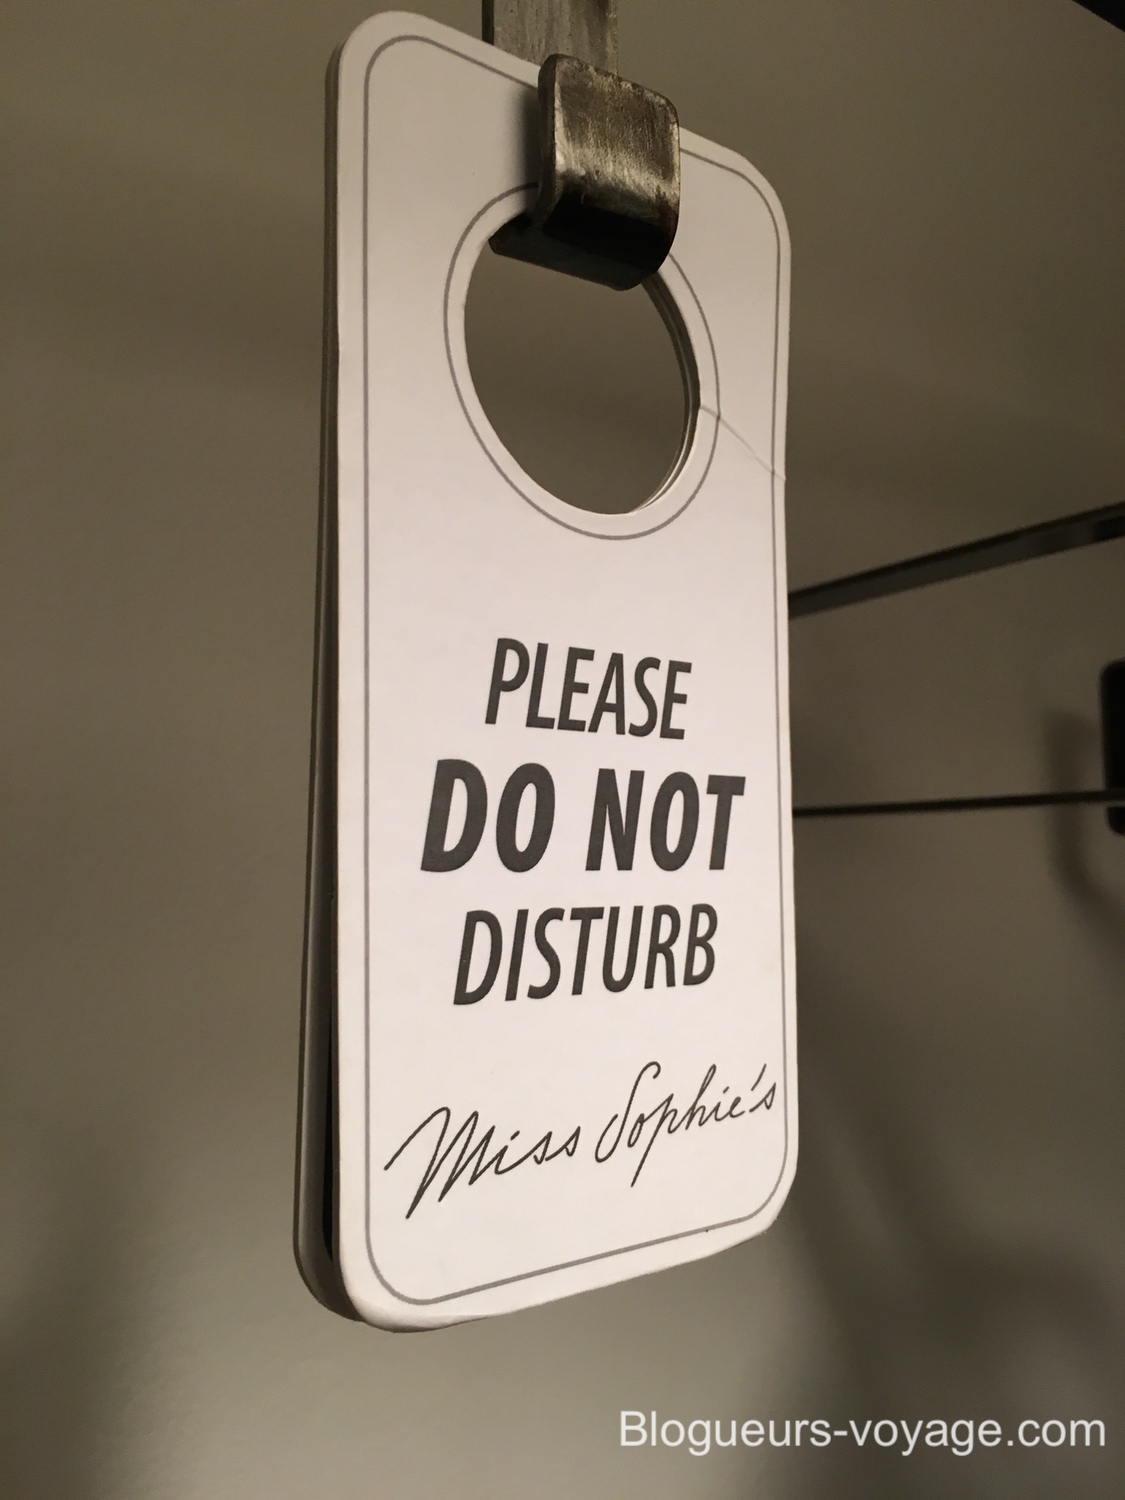 PLEASE
DO NOT
DISTURB
Miss Sophie's
Blogueurs-voyage.com